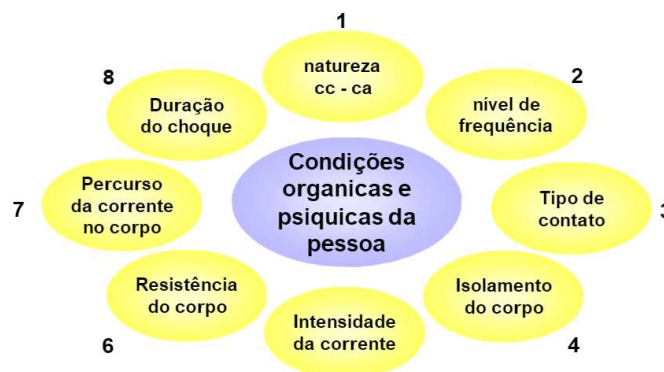 1
natureza
cc - ca
2
nível de
frequência
3
Tipo de
contato
4
Isolamento
do corpo
Intensidade
da corrente
6
Resistência
do corpo
7
Percurso
da corrente
no corpo
8
Duração
do choque
Condições
organicas e
psiquicas da
pessoa